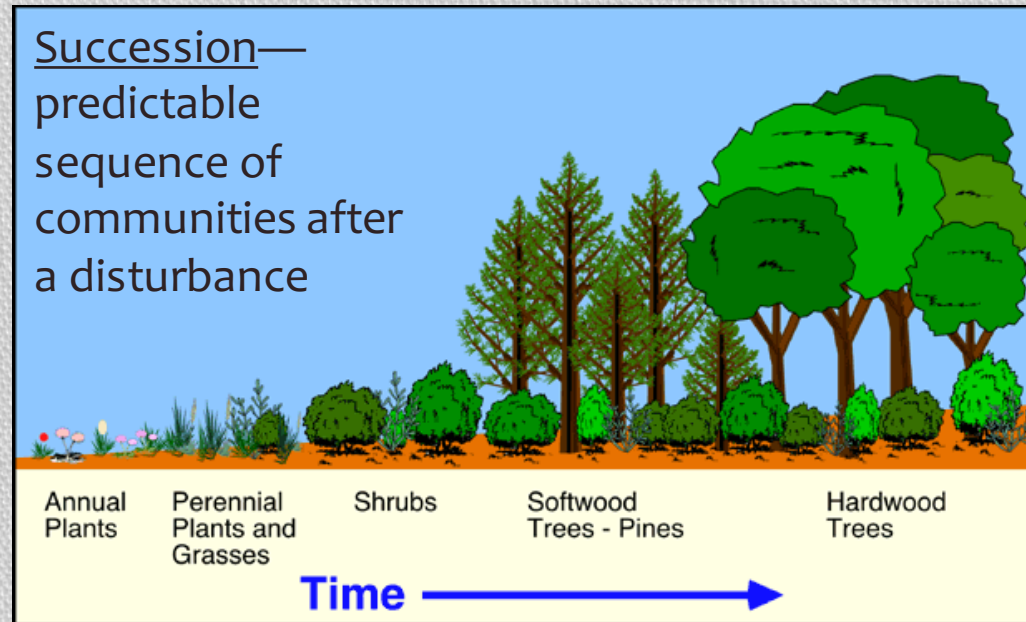 Succession—
predictable
sequence of
communities after
a disturbance
Annual
Plants
Perennial
Plants and
Grasses
Shrubs
Softwood
Trees - Pines
Hardwood
Trees
Time